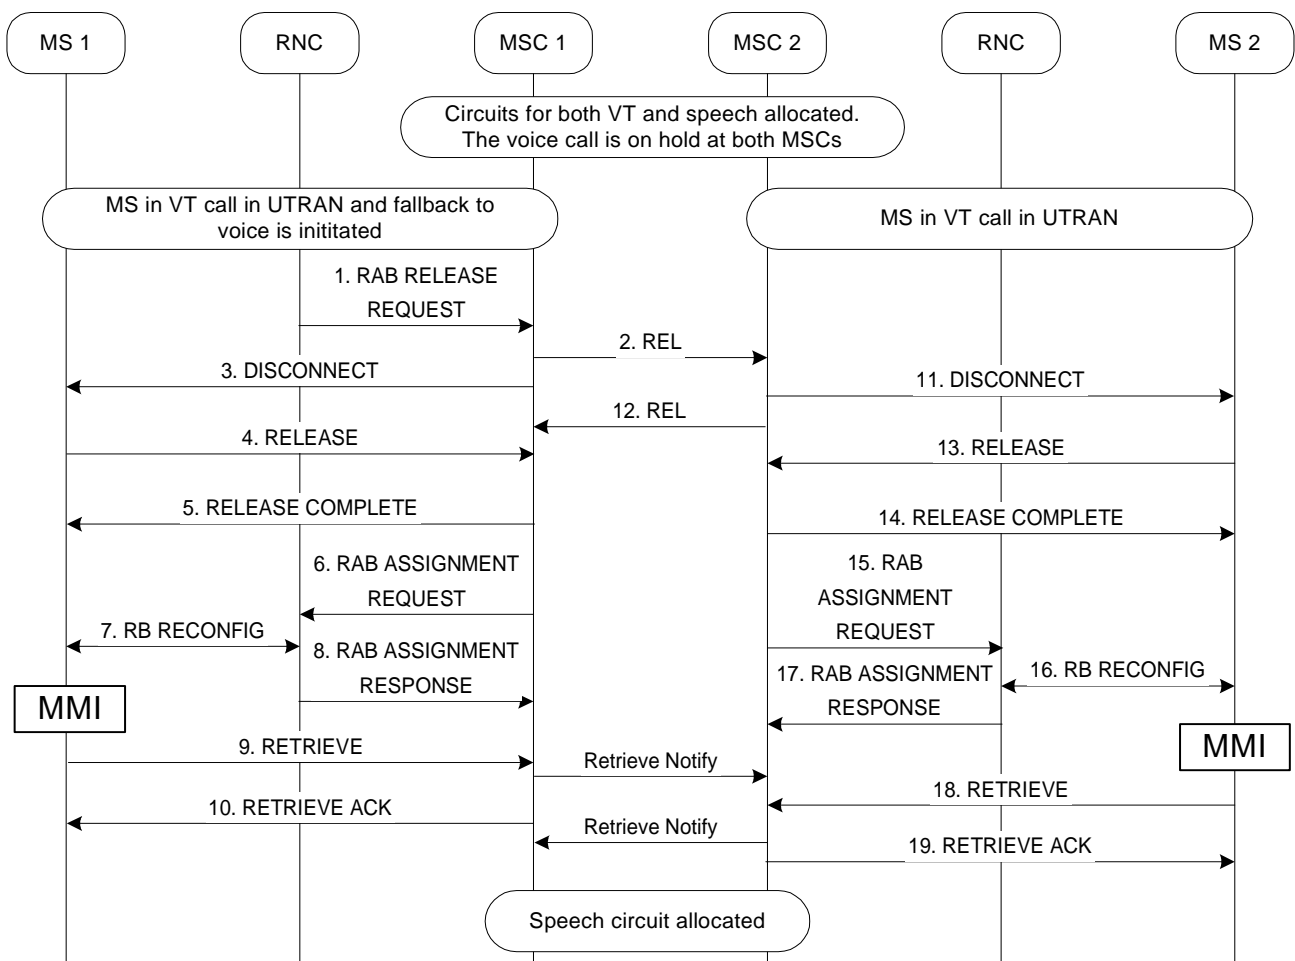 MS 1
RNC
MSC 1
MSC 2
RNC
MS 2
Circuits for both VT and speech allocated.
The voice call is on hold at both MSCs
MS in VT call in UTRAN and fallback to
voice is inititated
MS in VT call in UTRAN
1. RAB RELEASE
REQUEST
2. REL
3. DISCONNECT
11. DISCONNECT
12. REL
4. RELEASE
13. RELEASE
5. RELEASE COMPLETE
14. RELEASE COMPLETE
6. RAB ASSIGNMENT
REQUEST
15. RAB
ASSIGNMENT
REQUEST
7. RB RECONFIG
8. RAB ASSIGNMENT
RESPONSE
16. RB RECONFIG
17. RAB ASSIGNMENT
RESPONSE
MMI
MMI
9. RETRIEVE
Retrieve Notify
18. RETRIEVE
10. RETRIEVE ACK
Retrieve Notify
19. RETRIEVE ACK
Speech circuit allocated